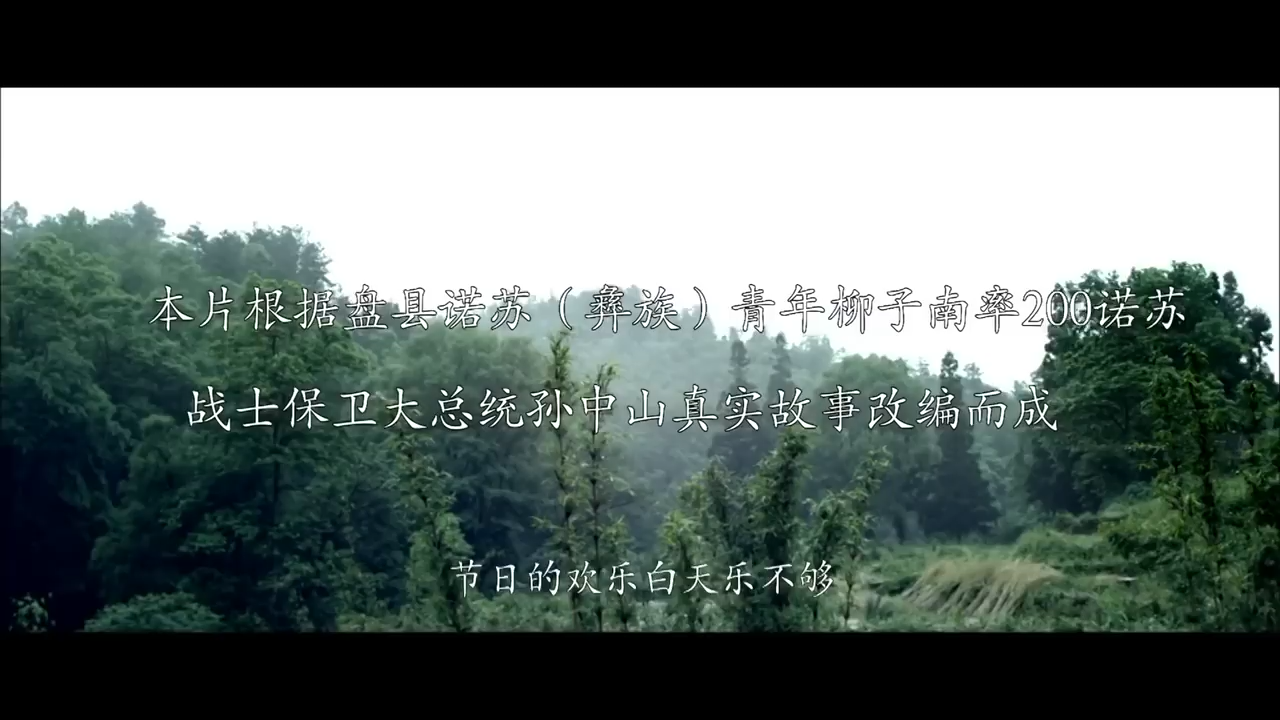 本片根据盘县诺苏（彝族）青年柳子南率200诺苏
战士保卫大总统孙中山真实故事改编而成
节日的欢乐白天乐不够